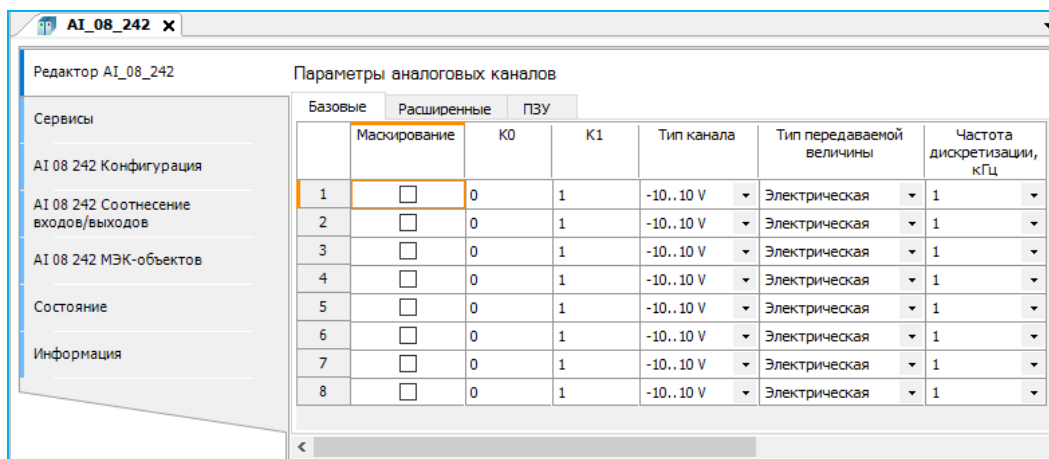 AI_08_242 X
Редактор AI_08_242
Сервисы
AI 08 242 Конфигурация
AI 08 242 Соотнесение
входов/выходов
AI 08 242 МЭК-объектов
Состояние
Информация
Параметры аналоговых каналов
Базовые Расширенные ПЗУ
Маскирование K0 K1 Тип канала Тип передаваемой величины Частота дискретизации, кГц
1 0 1 -10..10 V Электрическая 1
2 0 1 -10..10 V Электрическая 1
3 0 1 -10..10 V Электрическая 1
4 0 1 -10..10 V Электрическая 1
5 0 1 -10..10 V Электрическая 1
6 0 1 -10..10 V Электрическая 1
7 0 1 -10..10 V Электрическая 1
8 0 1 -10..10 V Электрическая 1